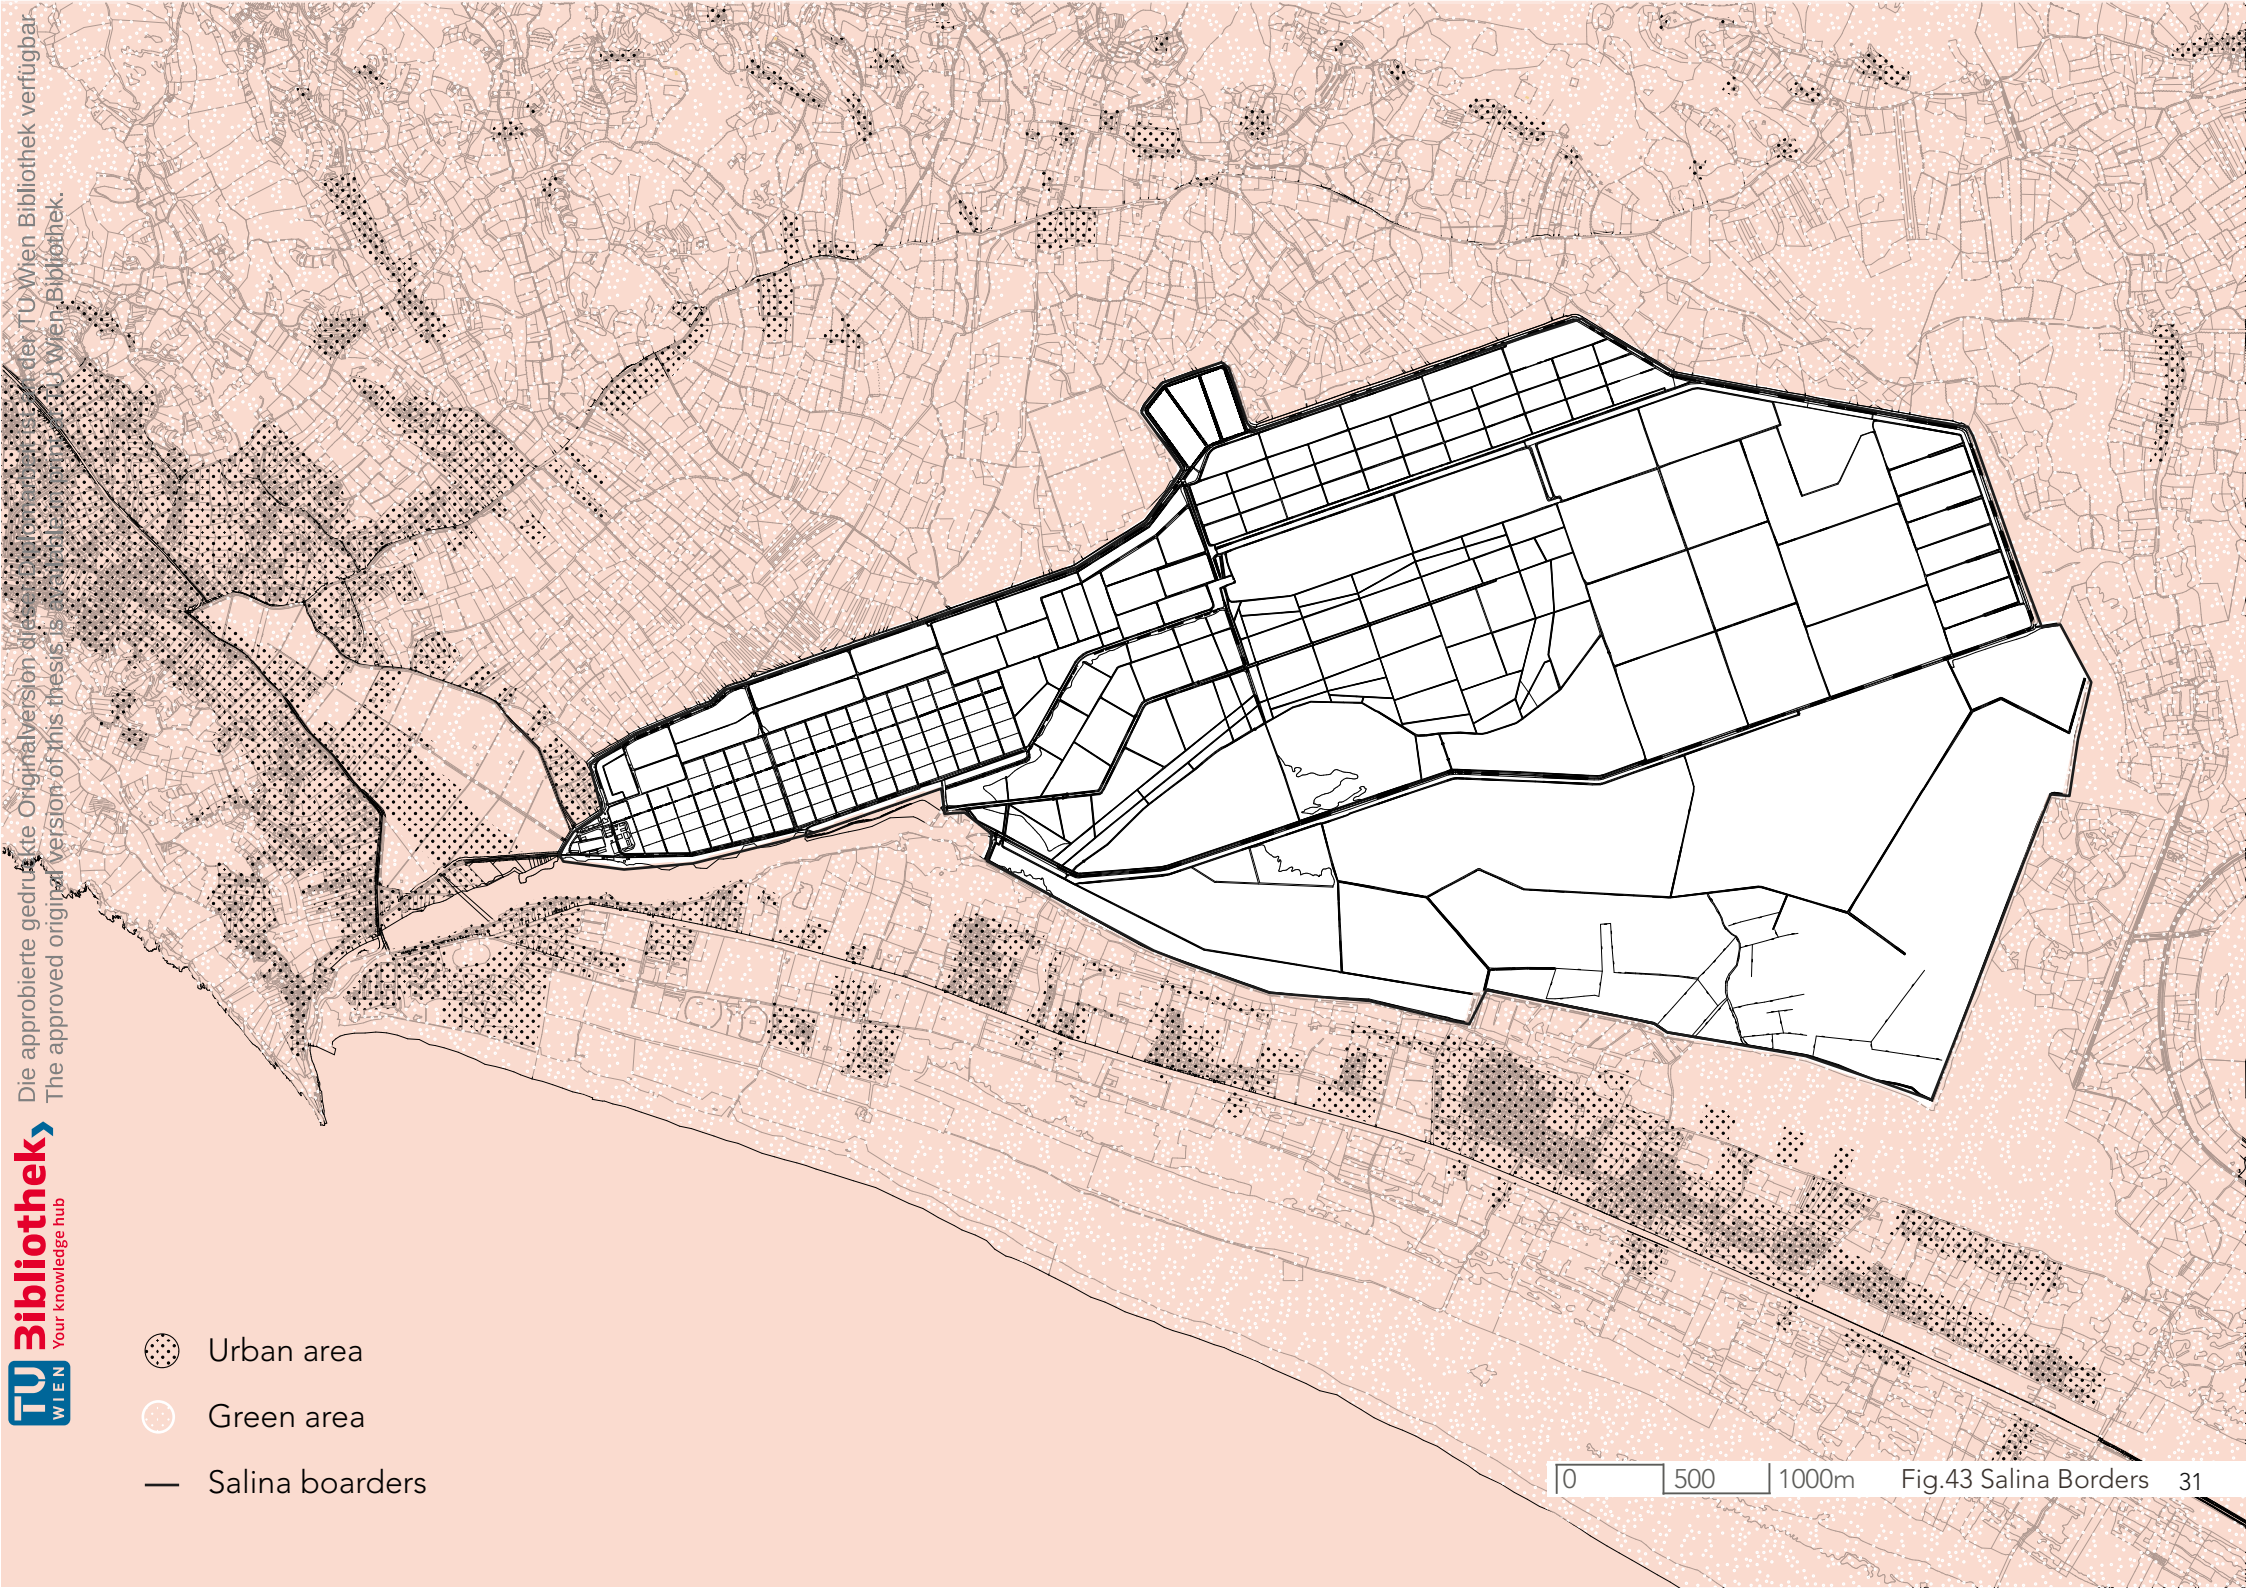 Die approbierte gedruckte Originalversion dieser Diplomarbeit ist an der TU Wien Bibliothek verfügbar.
The approved original version of this thesis is available in print at TU Wien Bibliothek.
TU WIEN
Bibliothek
Your knowledge hub
Urban area
Green area
Salina boarders
0 500 1000m
Fig.43 Salina Borders 31